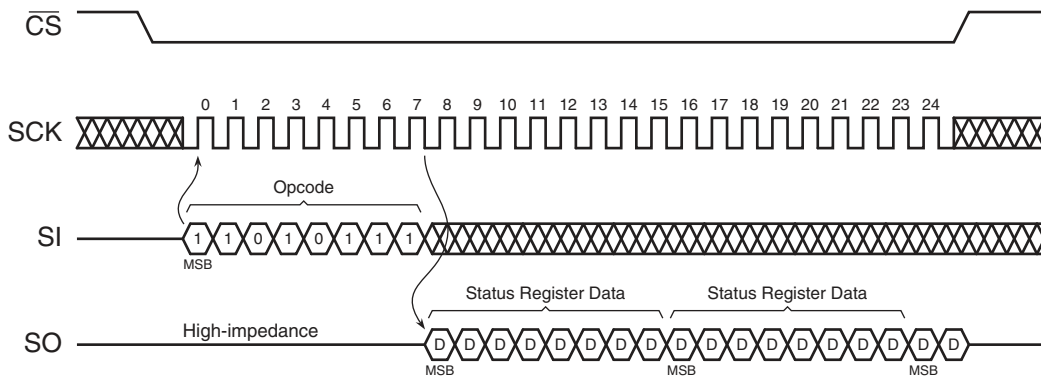 CS
0 1 2 3 4 5 6 7 8 9 10 11 12 13 14 15 16 17 18 19 20 21 22 23 24
SCK
Opcode
SI 1 1 0 1 0 1 1 1
MSB
Status Register Data Status Register Data
High-impedance
SO D D D D D D D D D D D D D D D D D D
MSB MSB MSB